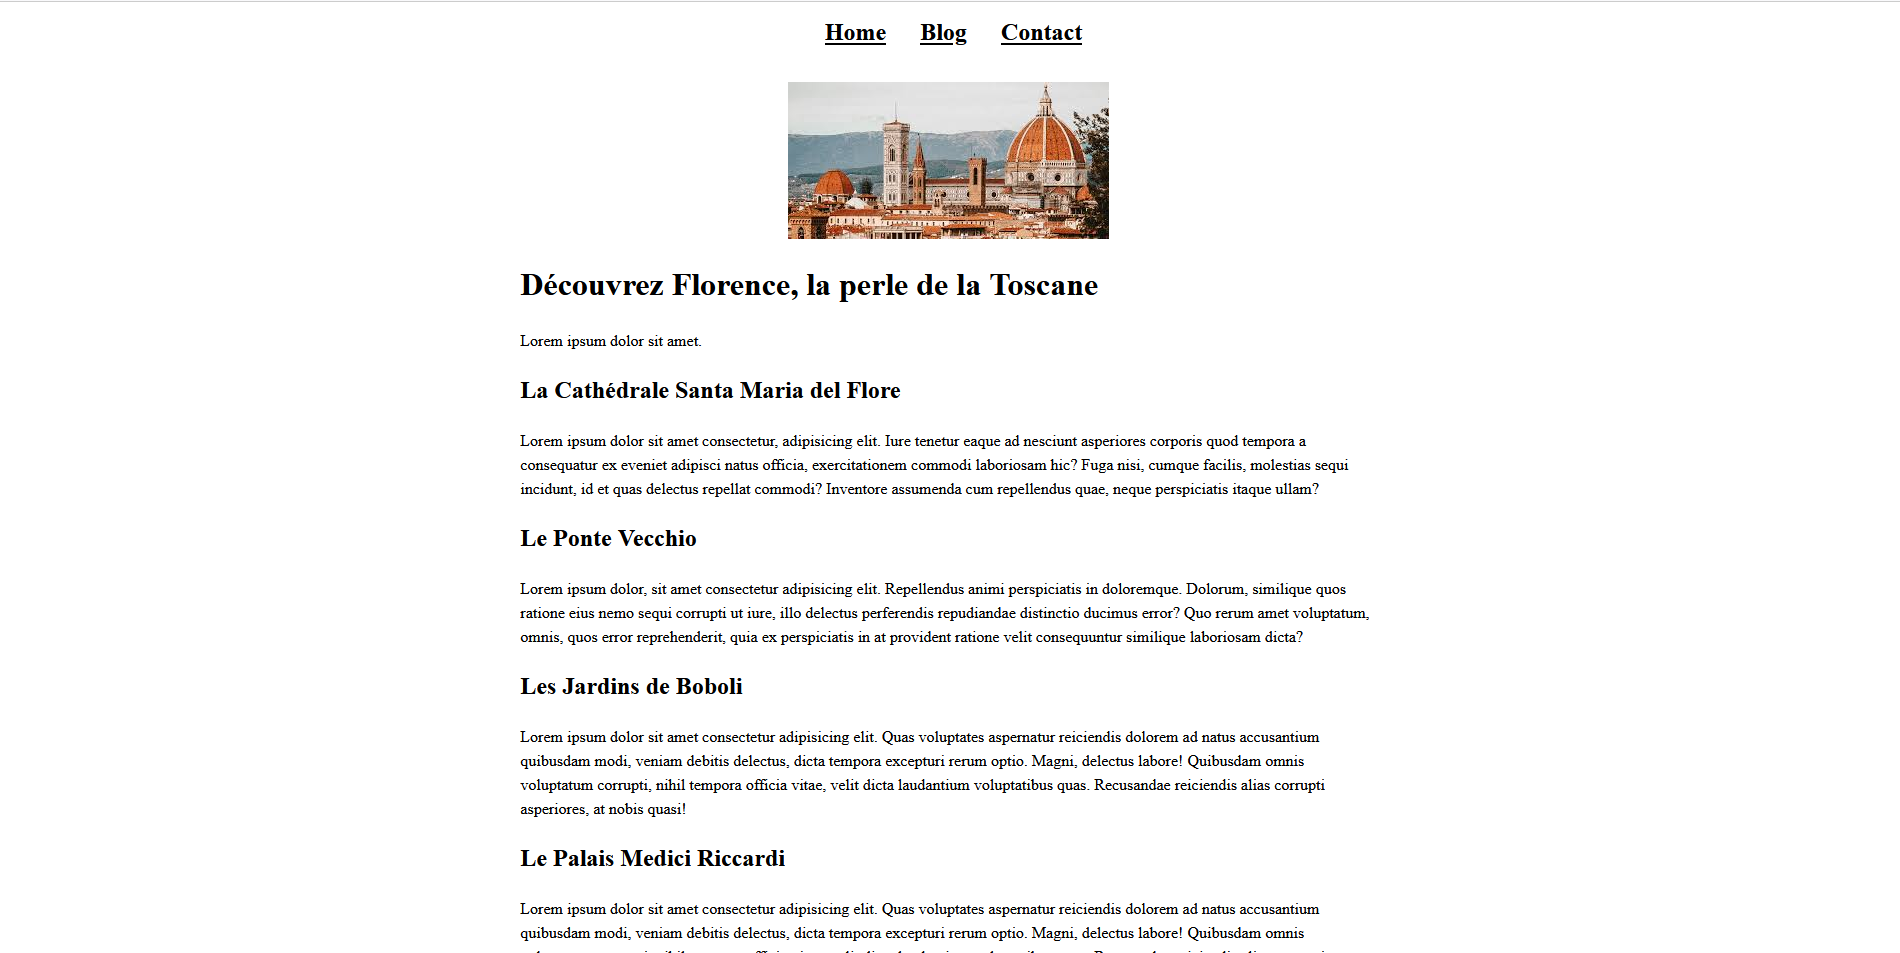 Home Blog Contact
Découvrez Florence, la perle de la Toscane
Lorem ipsum dolor sit amet.
La Cathédrale Santa Maria del Flore
Lorem ipsum dolor sit amet consectetur, adipisicing elit. Iure tenetur eaque ad nesciunt asperiores corporis quod tempora a
consequatur ex eveniet adipisci natus officia, exercitationem commodi laboriosam hic? Fuga nisi, cumque facilis, molestias sequi
incidunt, id et quas delectus repellat commodi? Inventore assumenda cum repellendus quae, neque perspiciatis itaque ullam?
Le Ponte Vecchio
Lorem ipsum dolor, sit amet consectetur adipisicing elit. Repellendus animi perspiciatis in doloremque. Dolorum, similique quos
ratione eius nemo sequi corrupti ut iure, illo delectus perferendis repudiandae distinctio ducimus error? Quo rerum amet voluptatum,
omnis, quos error reprehenderit, quia ex perspiciatis in at provident ratione velit consequuntur similique laboriosam dicta?
Les Jardins de Boboli
Lorem ipsum dolor sit amet consectetur adipisicing elit. Quas voluptates aspernatur reiciendis dolorem ad natus accusantium
quibusdam modi, veniam debitis delectus, dicta tempora excepturi rerum optio. Magni, delectus labore! Quibusdam omnis
voluptatum corrupti, nihil tempora officia vitae, velit dicta laudantium voluptatibus quas. Recusandae reiciendis alias corrupti
asperiores, at nobis quasi!
Le Palais Medici Riccardi
Lorem ipsum dolor sit amet consectetur adipisicing elit. Quas voluptates aspernatur reiciendis dolorem ad natus accusantium
quibusdam modi, veniam debitis delectus, dicta tempora excepturi rerum optio. Magni, delectus labore! Quibusdam omnis